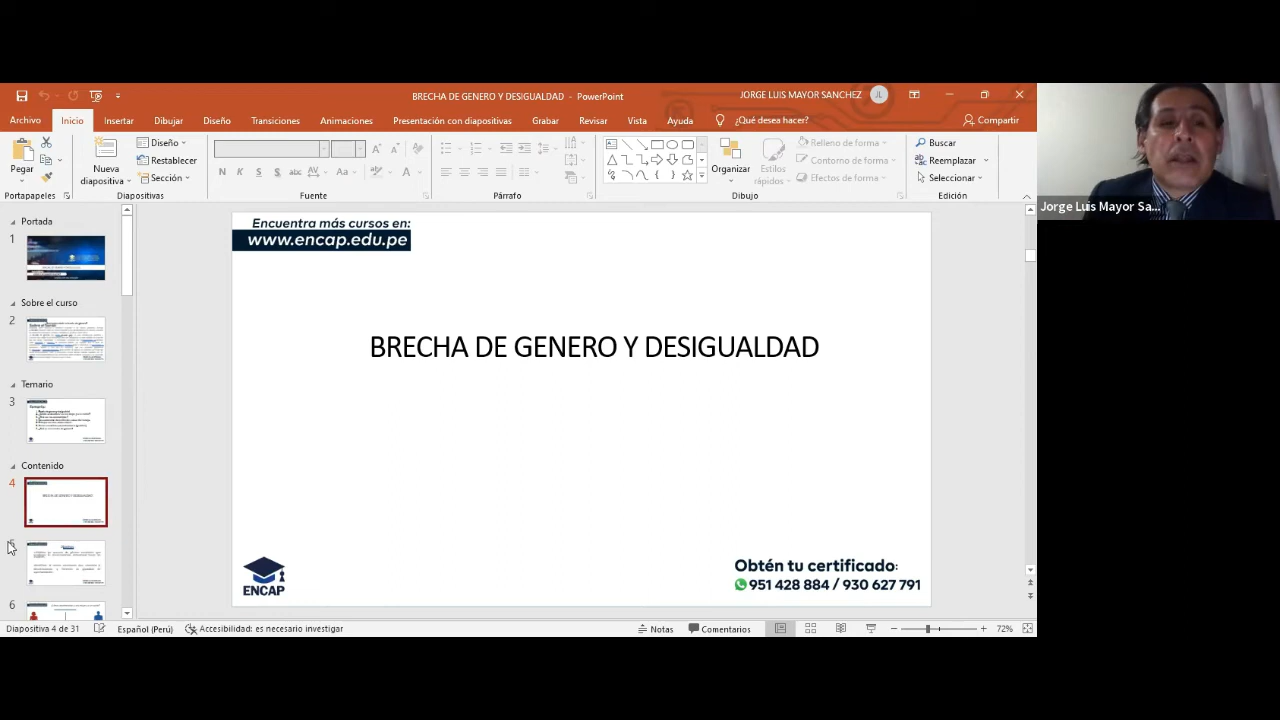 BRECHA DE GENERO Y DESIGUALDAD - PowerPoint
JORGE LUIS MAYOR SANCHEZ
JL
Archivo
Inicio
Insertar
Dibujar
Diseño
Transiciones
Animaciones
Presentación con diapositivas
Grabar
Revisar
Vista
Ayuda
¿Qué desea hacer?
Compartir
Pegar
Portapapeles
Nueva
diapositiva
Diseño
Restablecer
Sección
Diapositivas
N K S S abc AV Aa A
Fuente
Párrafo
Organizar
Estilos
rápidos
Relleno de forma
Contorno de forma
Efectos de forma
Dibujo
Buscar
Reemplazar
Seleccionar
Edición
Jorge Luis Mayor Sa...
Portada
1
Sobre el curso
2
Temario
3
Contenido
4
5
6
Encuentra más cursos en:
www.encap.edu.pe
BRECHA DE GENERO Y DESIGUALDAD
ENCAP
Obtén tu certificado:
951 428 884 / 930 627 791
Diapositiva 4 de 31
Español (Perú)
Accesibilidad: es necesario investigar
Notas
Comentarios
72%